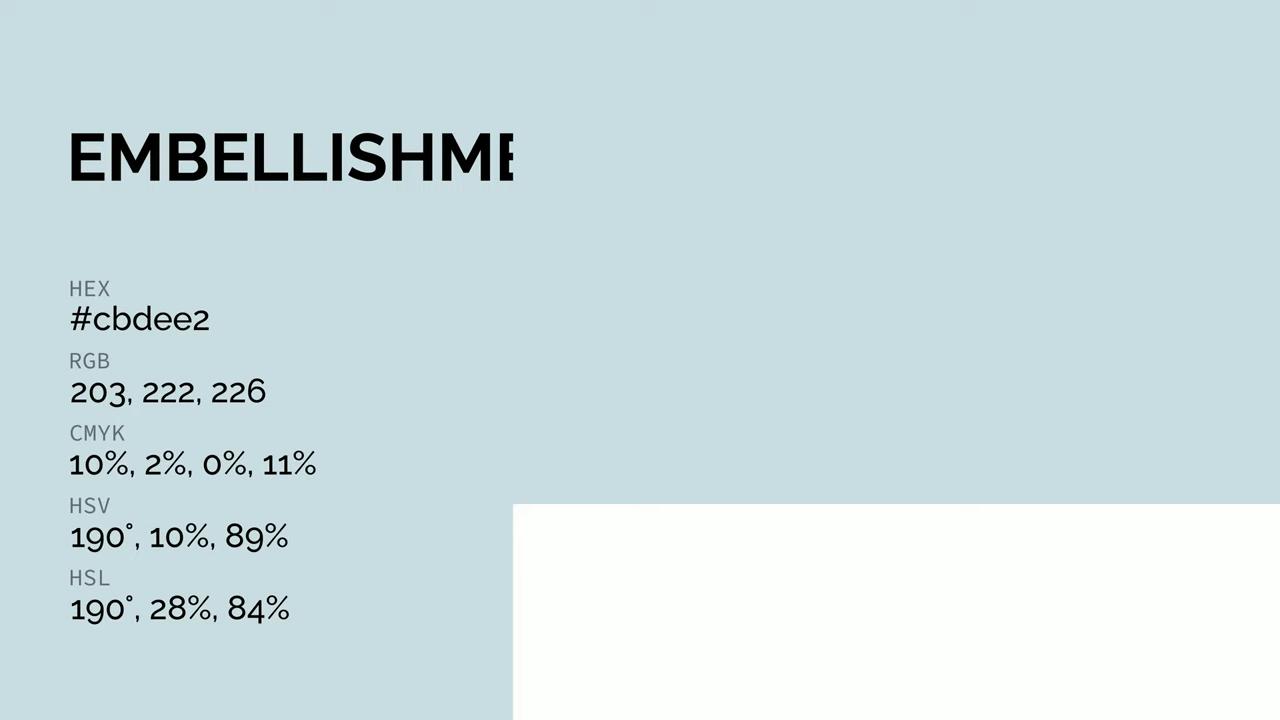 EMBELLISHME
HEX
#cbdee2
RGB
203, 222, 226
CMYK
10%, 2%, 0%, 11%
HSV
190°, 10%, 89%
HSL
190°, 28%, 84%